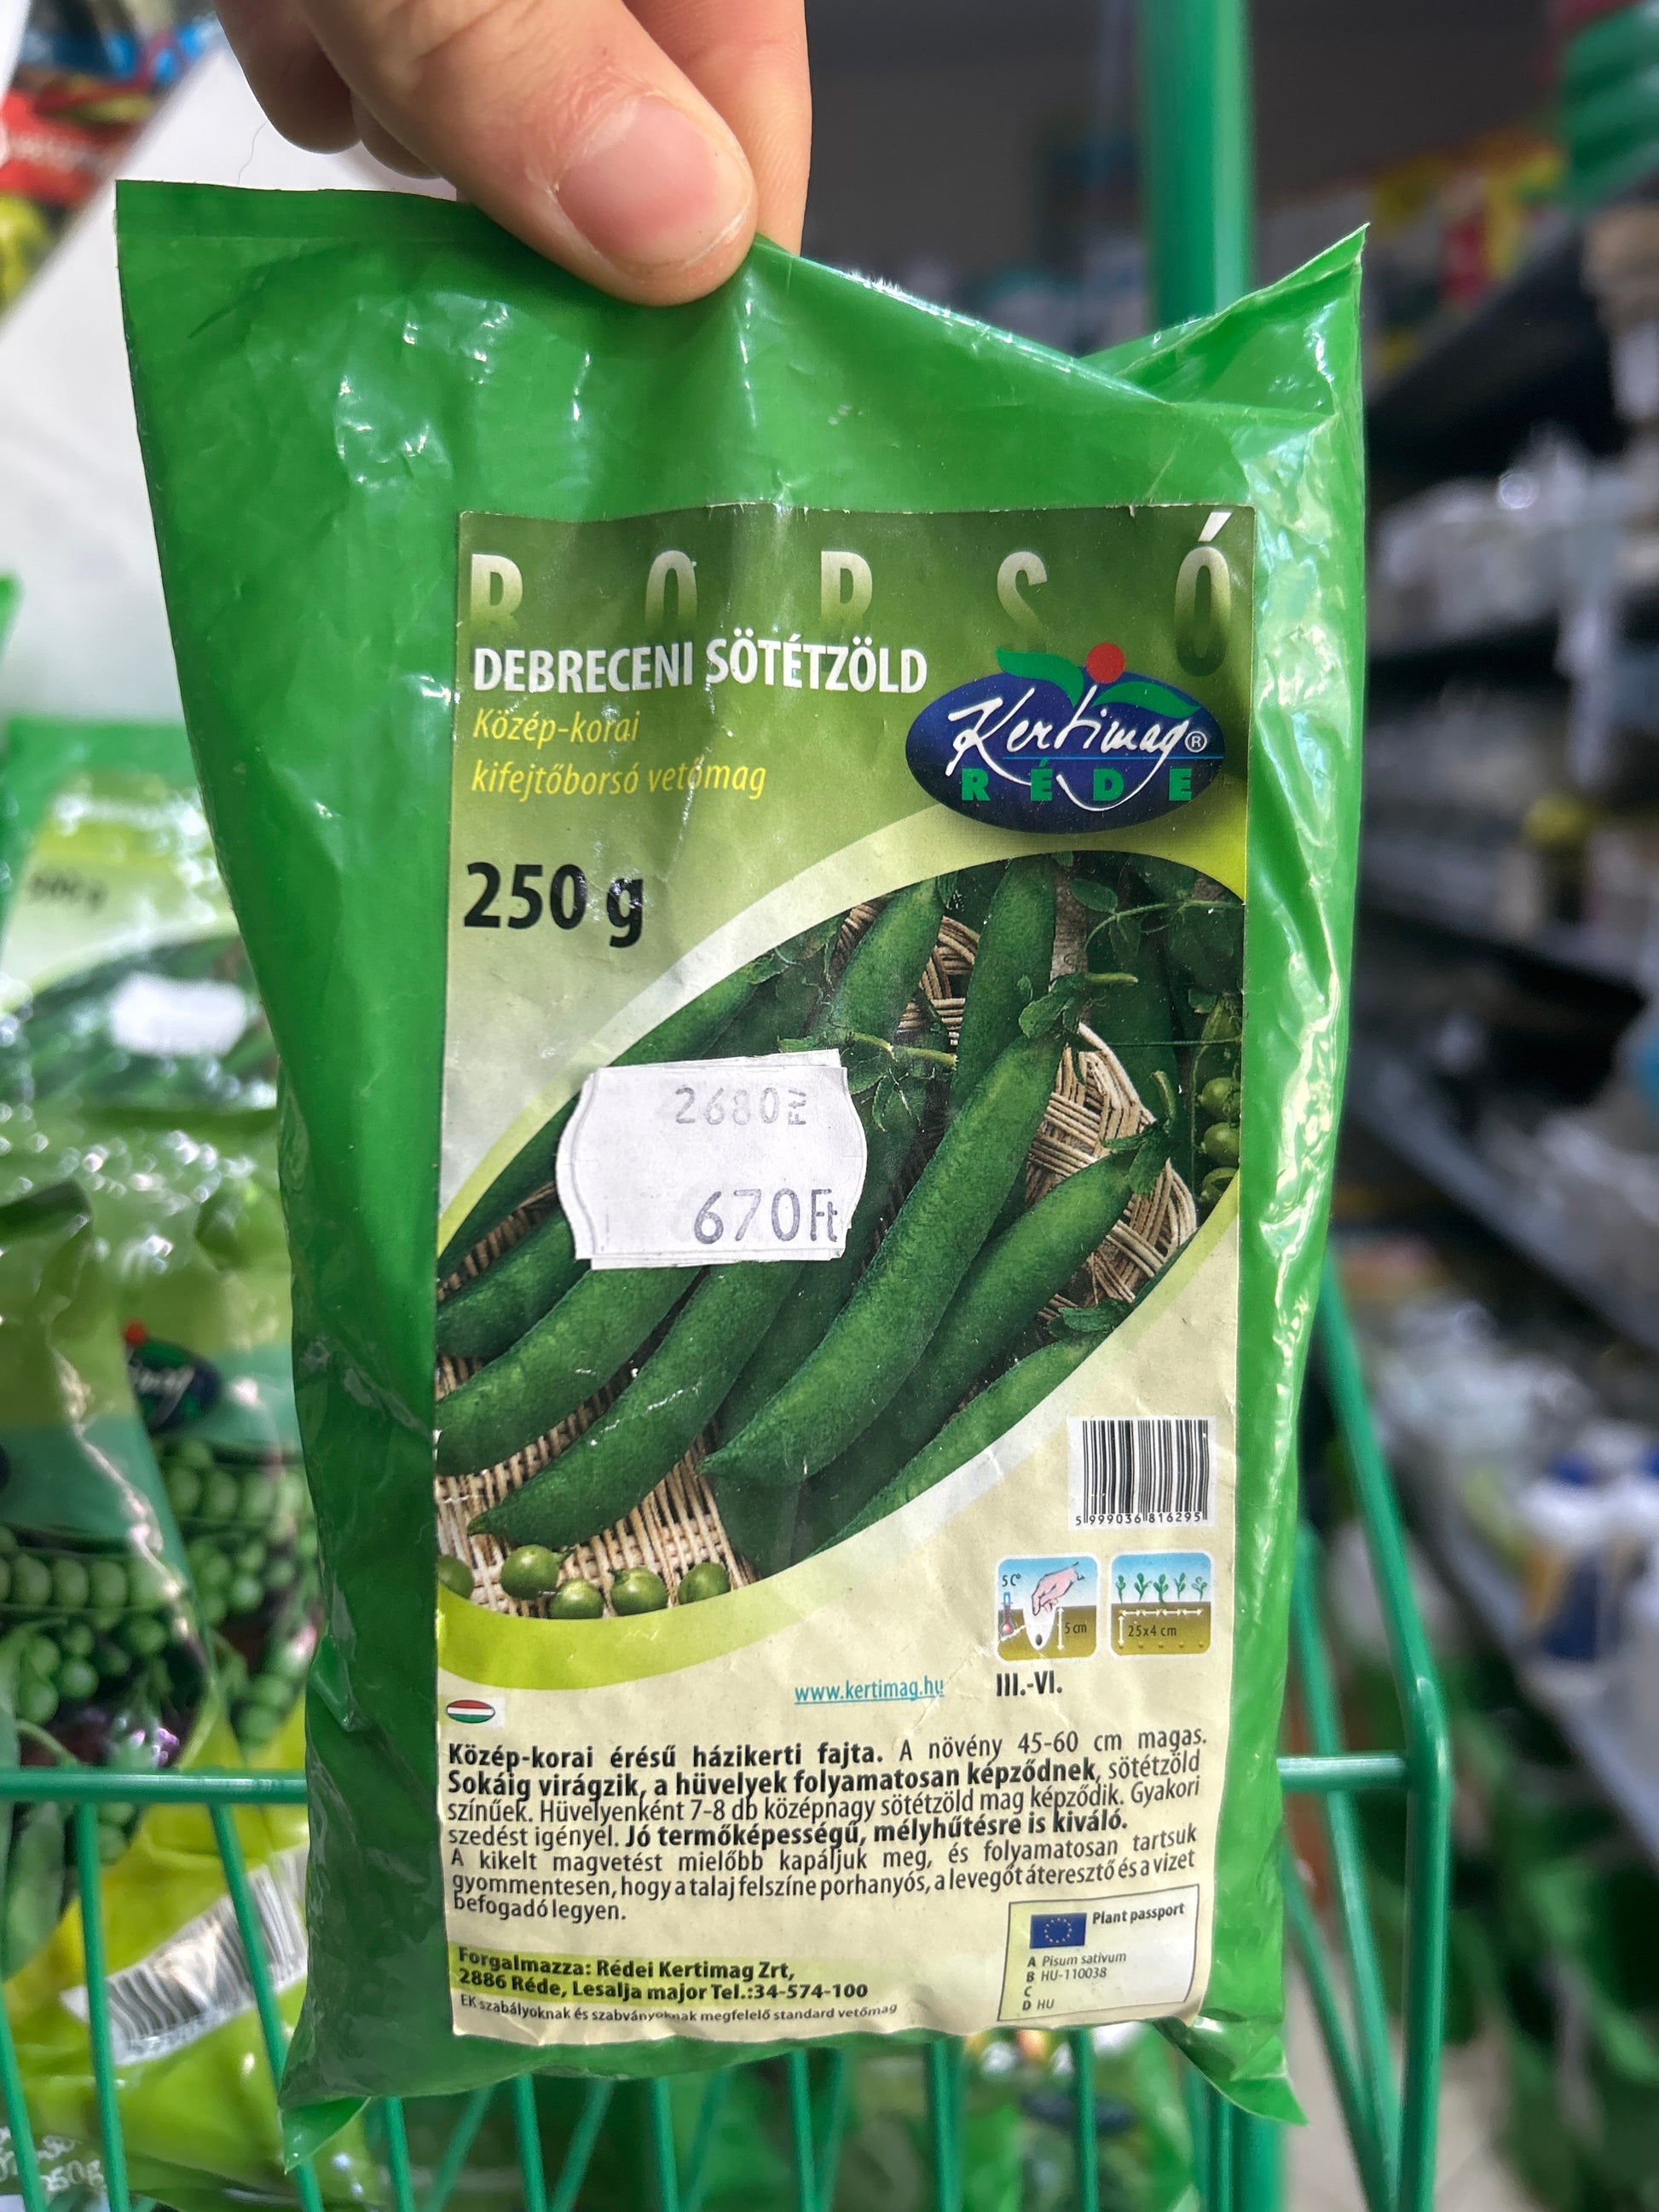 BORSÓ
DEBRECENI SÖTÉTZÖLD
Közép-korai
kifejtőborsó vetőmag
Kertimag®
RÉDE
250 g
2680
670Ft
5 999036 816295
5 C°
5 cm
25x4 cm
www.kertimag.hu
III.-VI.
Közép-korai érésű házikerti fajta. A növény 45-60 cm magas.
Sokáig virágzik, a hüvelyek folyamatosan képződnek, sötétzöld
színűek. Hüvelyenként 7-8 db középnagy sötétzöld mag képződik. Gyakori
szedést igényel. Jó termőképességű, mélyhűtésre is kiváló.
A kikelt magvetést mielőbb kapáljuk meg, és folyamatosan tartsuk
gyommentesen, hogy a talaj felszíne porhanyós, a levegőt áteresztő és a vizet
befogadó legyen.
Plant passport
A Pisum sativum
B HU-110038
C
D HU
Forgalmazza: Rédei Kertimag Zrt,
2886 Réde, Lesalja major Tel.:34-574-100
EK szabályoknak és szabványoknak megfelelő standard vetőmag
250g